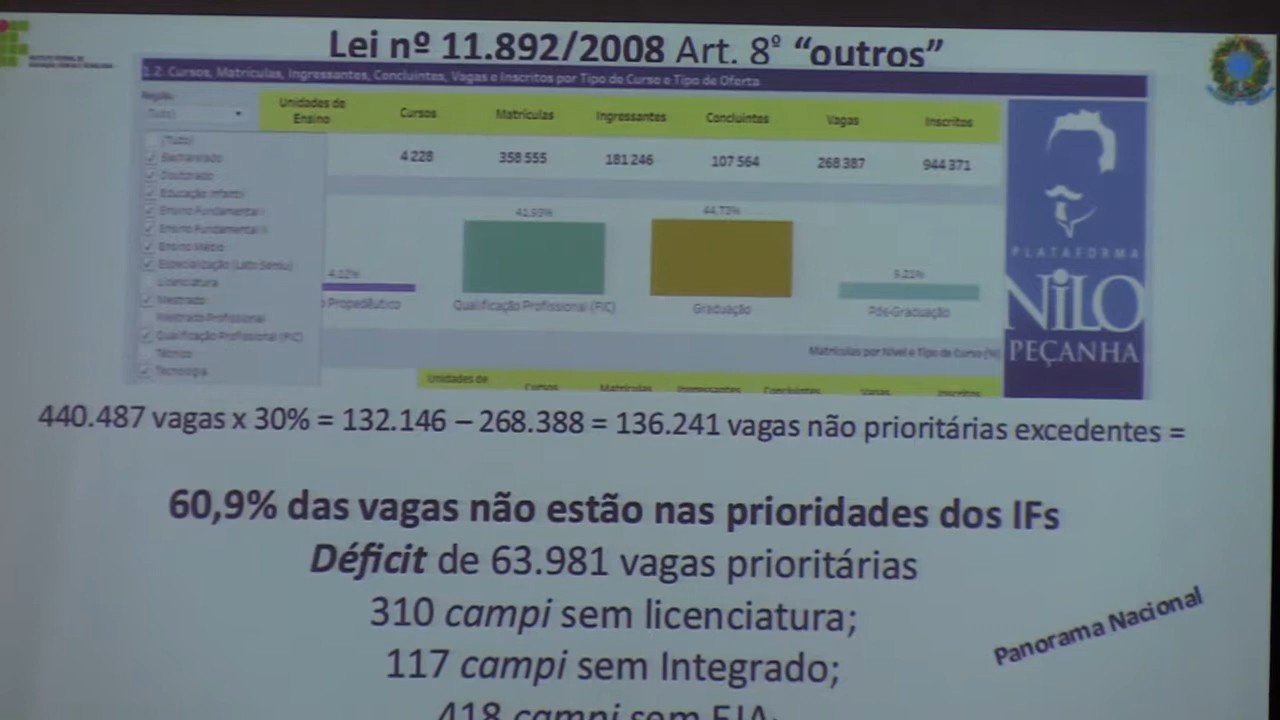 Lei nº 11.892/2008 Art. 8º “outros”
1.2. Cursos, Matrículas, Ingressantes, Concluintes, Vagas e Inscritos por Tipo de Curso e Tipo de Oferta
Região
(Tudo)
Unidades de Ensino Cursos Matrículas Ingressantes Concluintes Vagas Inscritos
4 228 358 555 181 246 107 564 268 387 944 371
(Tudo)
Bacharelado
Doutorado
Educação Infantil
Ensino Fundamental I
Ensino Fundamental II
Ensino Médio
Especialização (Lato Sensu)
Licenciatura
Mestrado
Mestrado Profissional
Qualificação Profissional (FIC)
Técnico
Tecnologia
4,12% 41,93% 44,73% 9,21%
o Propedêutico Qualificação Profissional (FIC) Graduação Pós-Graduação
Matrículas por Nível e Tipo de Curso (%)
Unidades de Cursos Matrículas Ingressantes Concluintes Vagas Inscritos
PLATAFORMA
NILO
PEÇANHA
440.487 vagas x 30% = 132.146 – 268.388 = 136.241 vagas não prioritárias excedentes =
60,9% das vagas não estão nas prioridades dos IFs
Déficit de 63.981 vagas prioritárias
310 campi sem licenciatura;
117 campi sem Integrado;
418 campi sem EJA;
Panorama Nacional